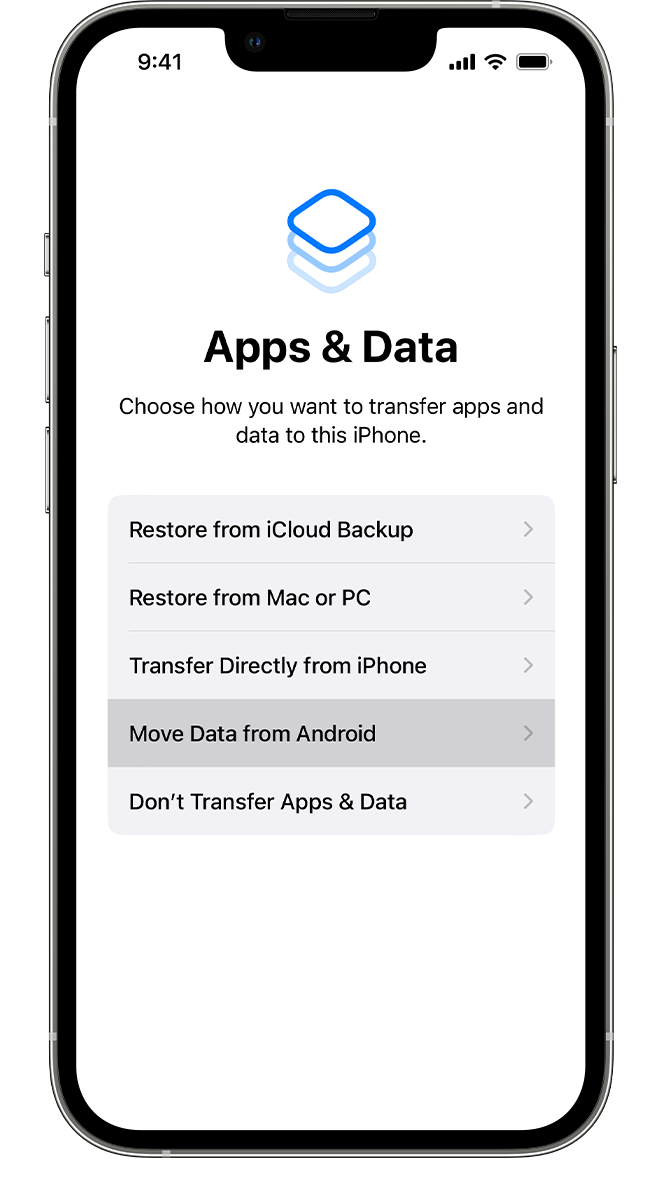 9:41
Apps & Data
Choose how you want to transfer apps and
data to this iPhone.
Restore from iCloud Backup
Restore from Mac or PC
Transfer Directly from iPhone
Move Data from Android
Don’t Transfer Apps & Data